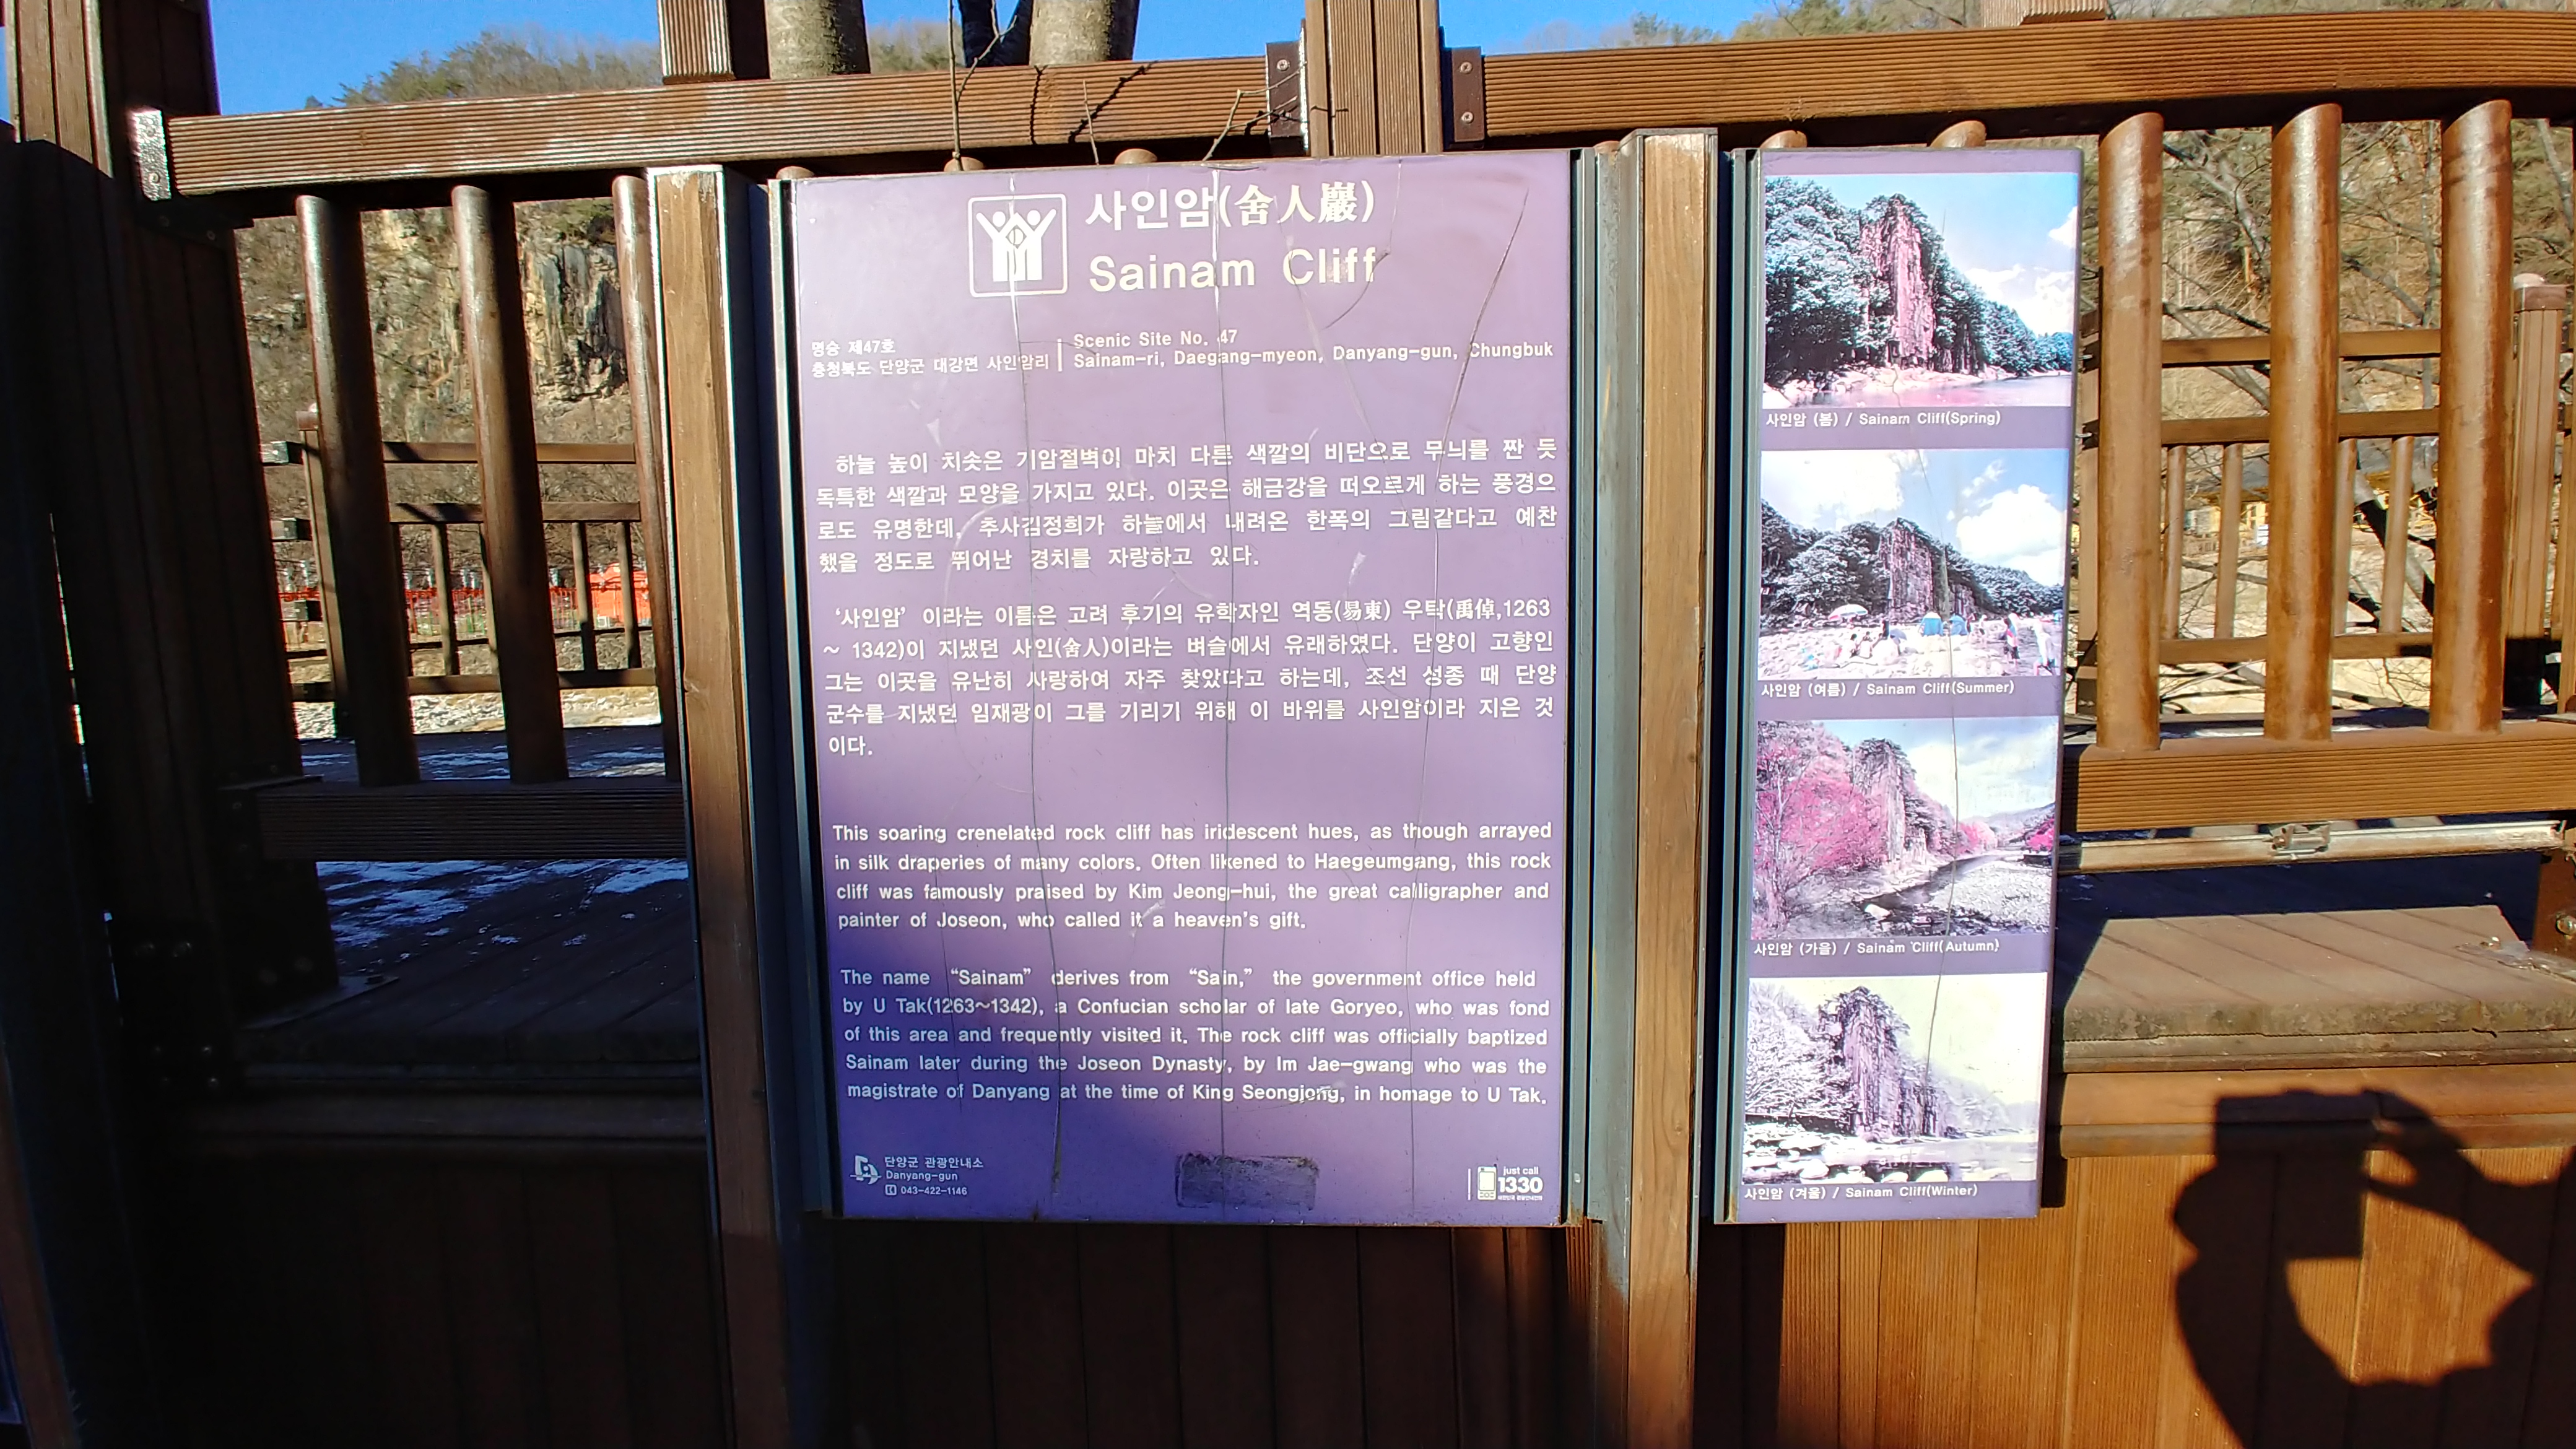 사인암(舍人巖)
Sainam Cliff
명승 제47호
충청북도 단양군 대강면 사인암리
Scenic Site No. 47
Sainam-ri, Daegang-myeon, Danyang-gun, Chungbuk
하늘 높이 치솟은 기암절벽이 마치 다른 색깔의 비단으로 무늬를 짠 듯
독특한 색깔과 모양을 가지고 있다. 이곳은 해금강을 떠오르게 하는 풍경으
로도 유명한데, 추사김정희가 하늘에서 내려온 한폭의 그림같다고 예찬
했을 정도로 뛰어난 경치를 자랑하고 있다.
‘사인암’ 이라는 이름은 고려 후기의 유학자인 역동(易東) 우탁(禹倬,1263
~ 1342)이 지냈던 사인(舍人)이라는 벼슬에서 유래하였다. 단양이 고향인
그는 이곳을 유난히 사랑하여 자주 찾았다고 하는데, 조선 성종 때 단양
군수를 지냈던 임재광이 그를 기리기 위해 이 바위를 사인암이라 지은 것
이다.
This soaring crenelated rock cliff has iridescent hues, as though arrayed
in silk draperies of many colors. Often likened to Haegeumgang, this rock
cliff was famously praised by Kim Jeong-hui, the great calligrapher and
painter of Joseon, who called it a heaven's gift.
The name “Sainam” derives from “Sain,” the government office held
by U Tak(1263~1342), a Confucian scholar of late Goryeo, who was fond
of this area and frequently visited it. The rock cliff was officially baptized
Sainam later during the Joseon Dynasty, by Im Jae-gwang who was the
magistrate of Danyang at the time of King Seongjong, in homage to U Tak.
단양군 관광안내소
Danyang-gun
043-422-1146
just call
1330
사인암 (봄) / Sainam Cliff(Spring)
사인암 (여름) / Sainam Cliff(Summer)
사인암 (가을) / Sainam Cliff(Autumn)
사인암 (겨울) / Sainam Cliff(Winter)